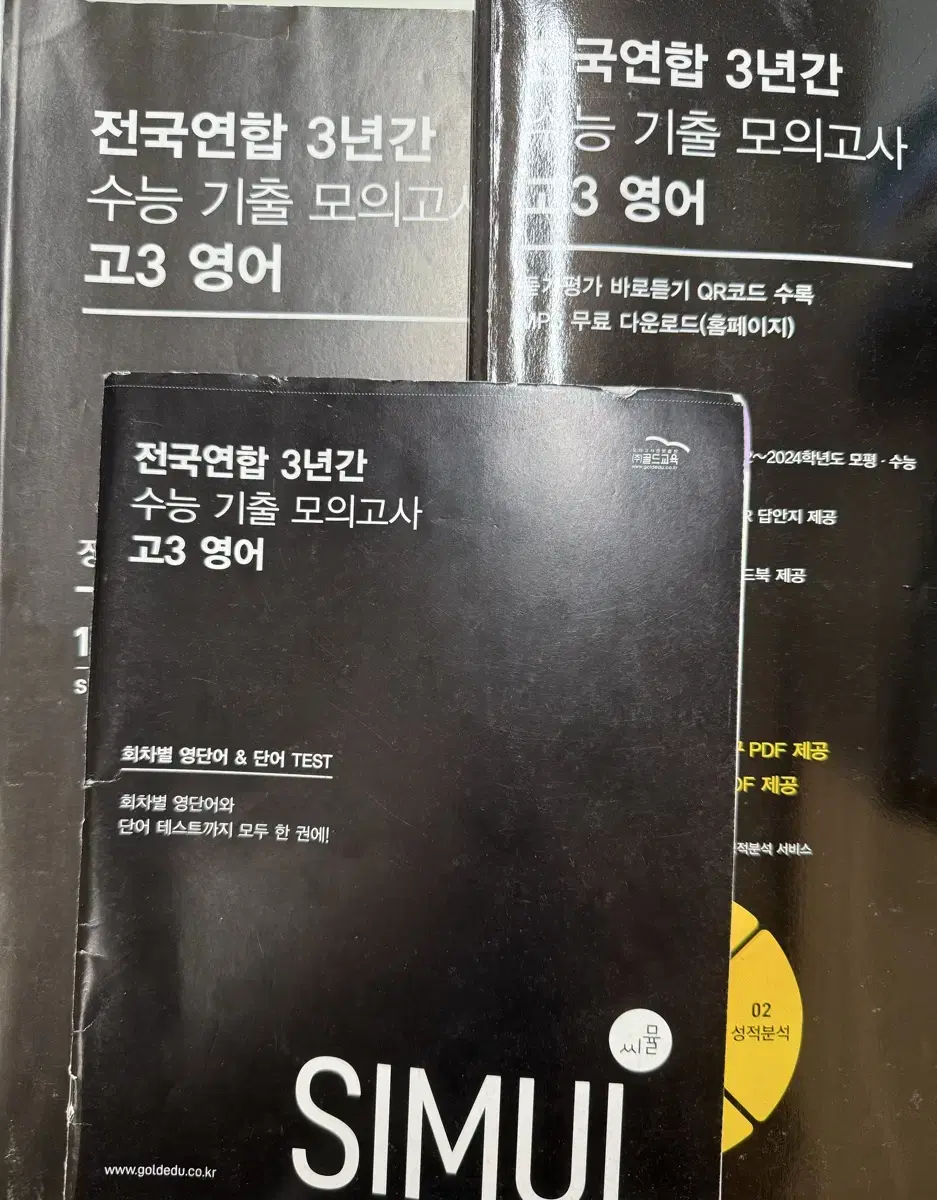 전국연합 3년간
수능 기출 모의고
고3 영어
국연합 3년간
능 기출 모의고사
3 영어
평가 바로듣기 QR코드 수록
무료 다운로드(홈페이지)
2~2024학년도 모평·수능
R 답안지 제공
드북 제공
PDF 제공
DF 제공
적분석 서비스
02
성적분석
전국연합 3년간
수능 기출 모의고사
고3 영어
(주)골드교육
www.goldedu.co.kr
회차별 영단어 & 단어 TEST
회차별 영단어와
단어 테스트까지 모두 한 권에!
씨뮬
SIMUl
www.goldedu.co.kr